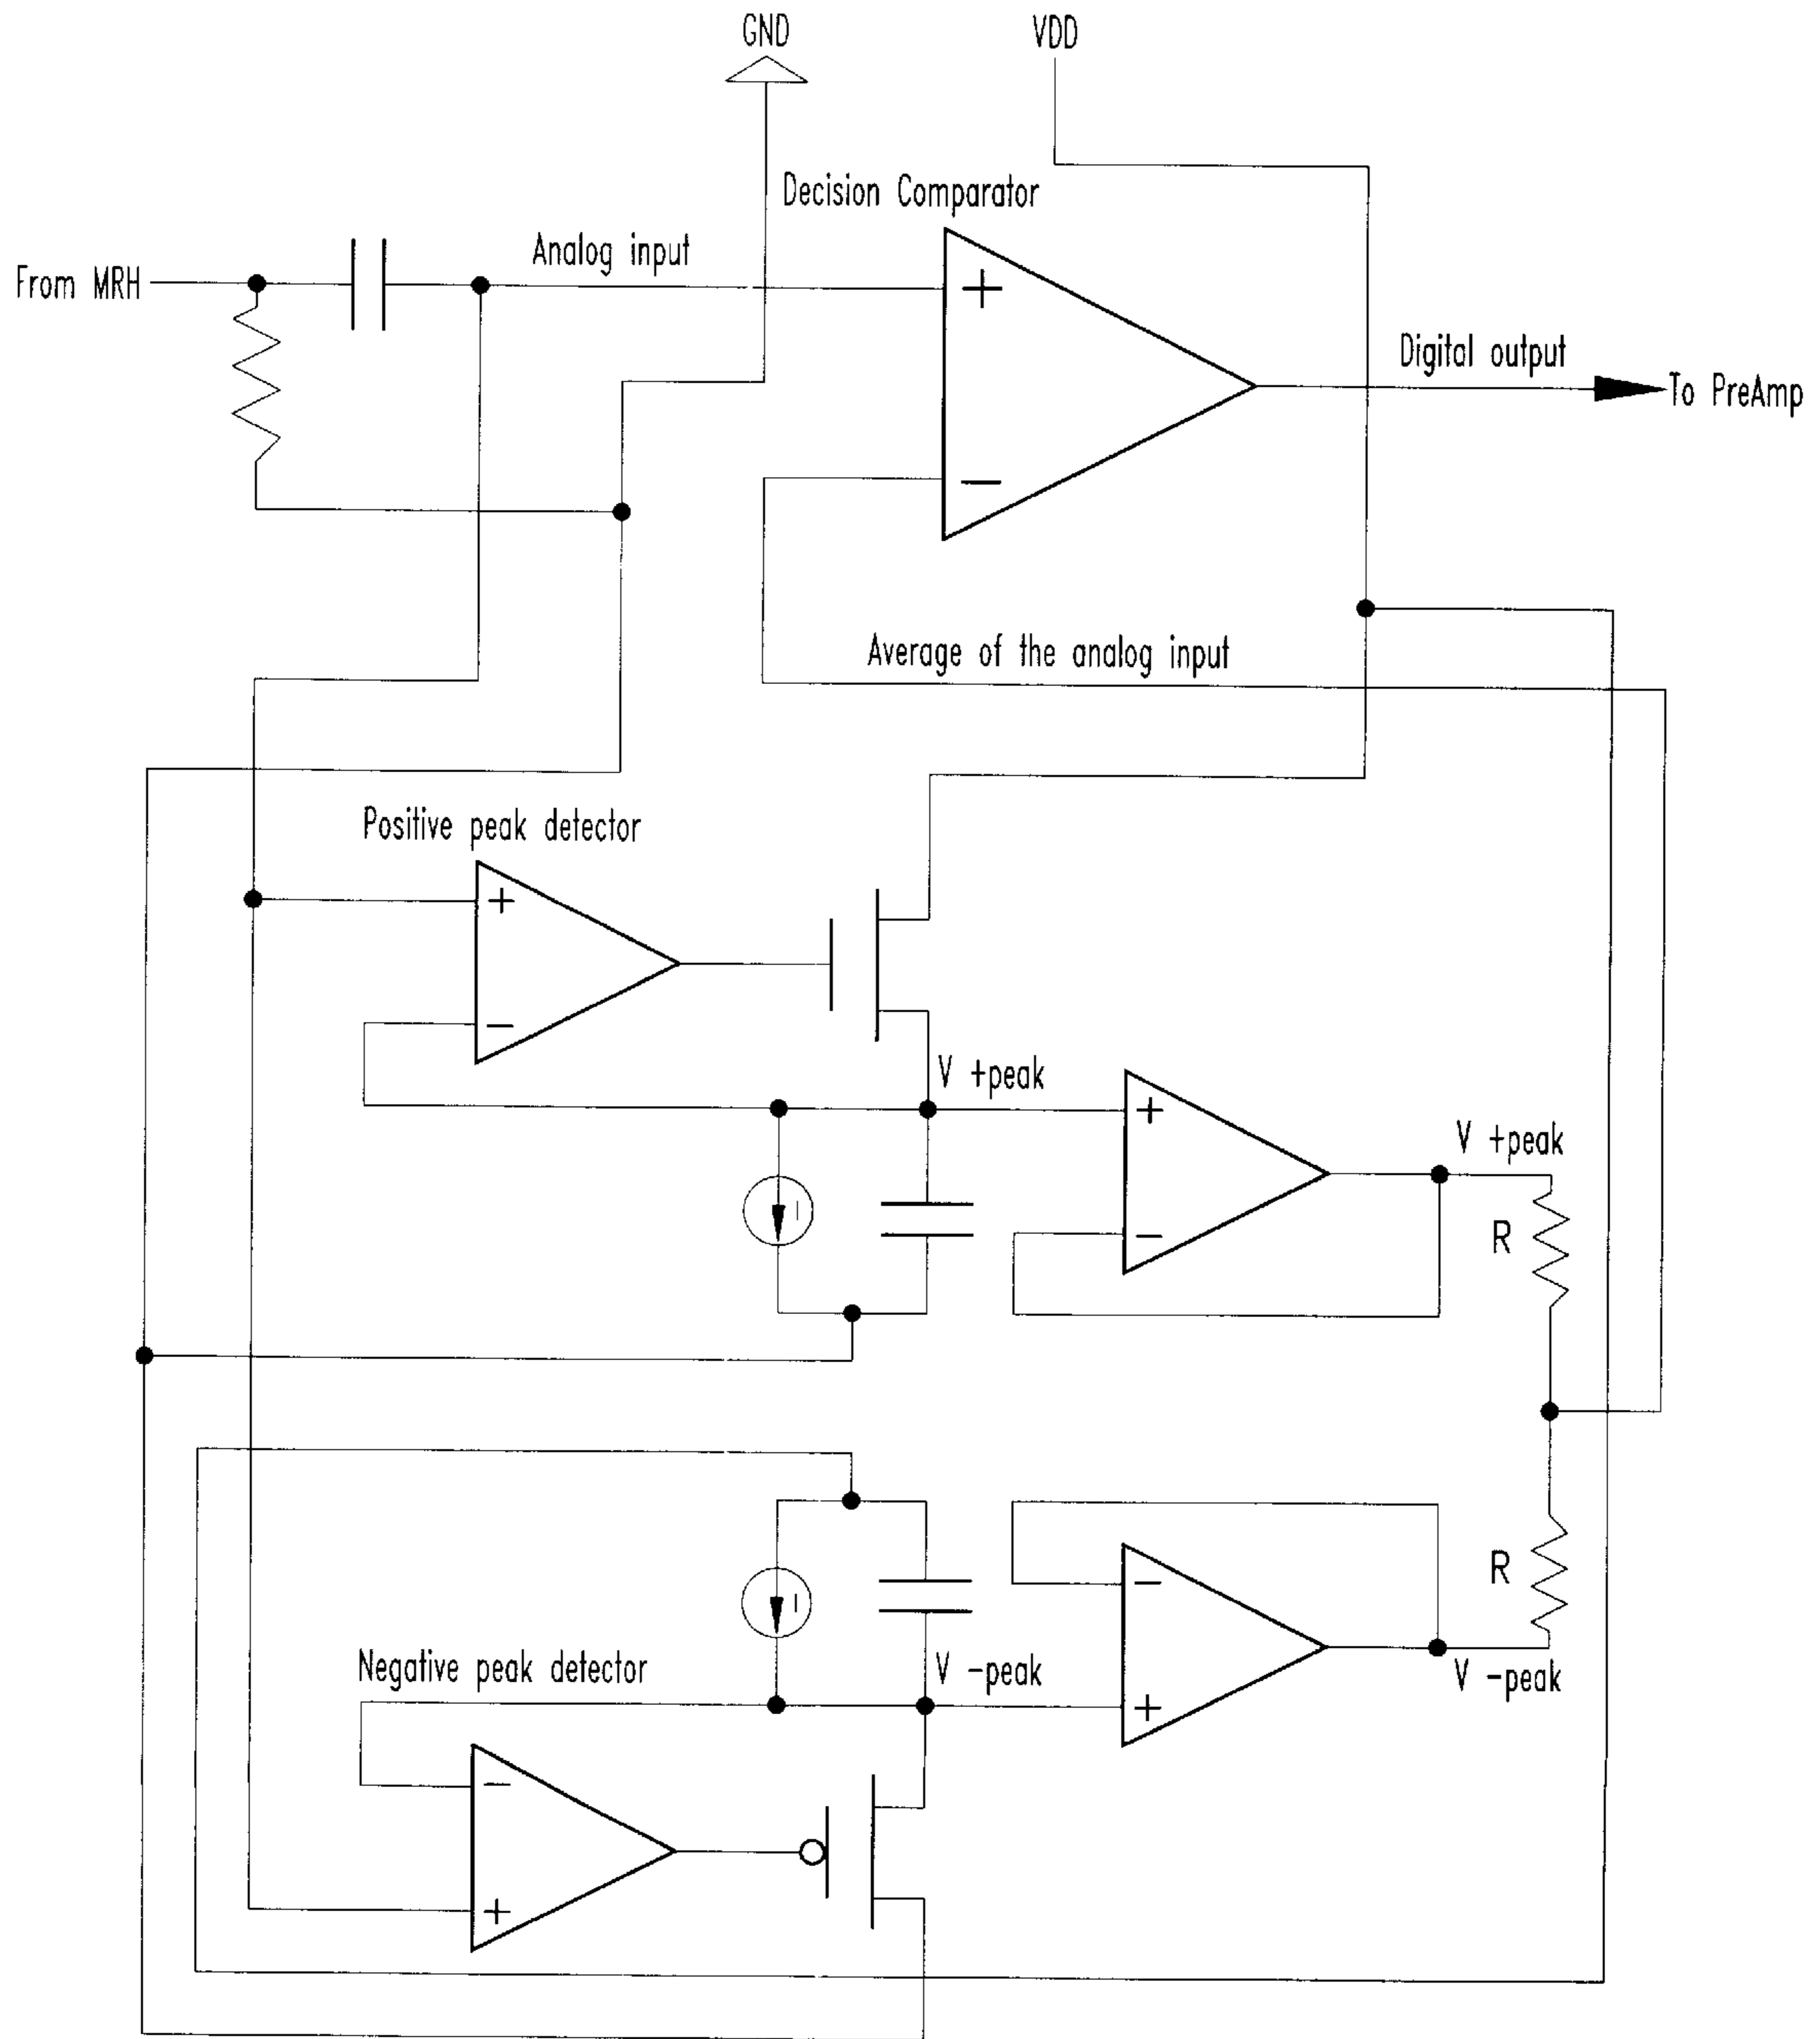 GND
VDD
Decision Comparator
Analog input
From MRH
+
Digital output
To PreAmp
−
Average of the analog input
Positive peak detector
+
−
V +peak
+
V +peak
I
R
−
−
I
R
Negative peak detector
V −peak
V −peak
+
−
+